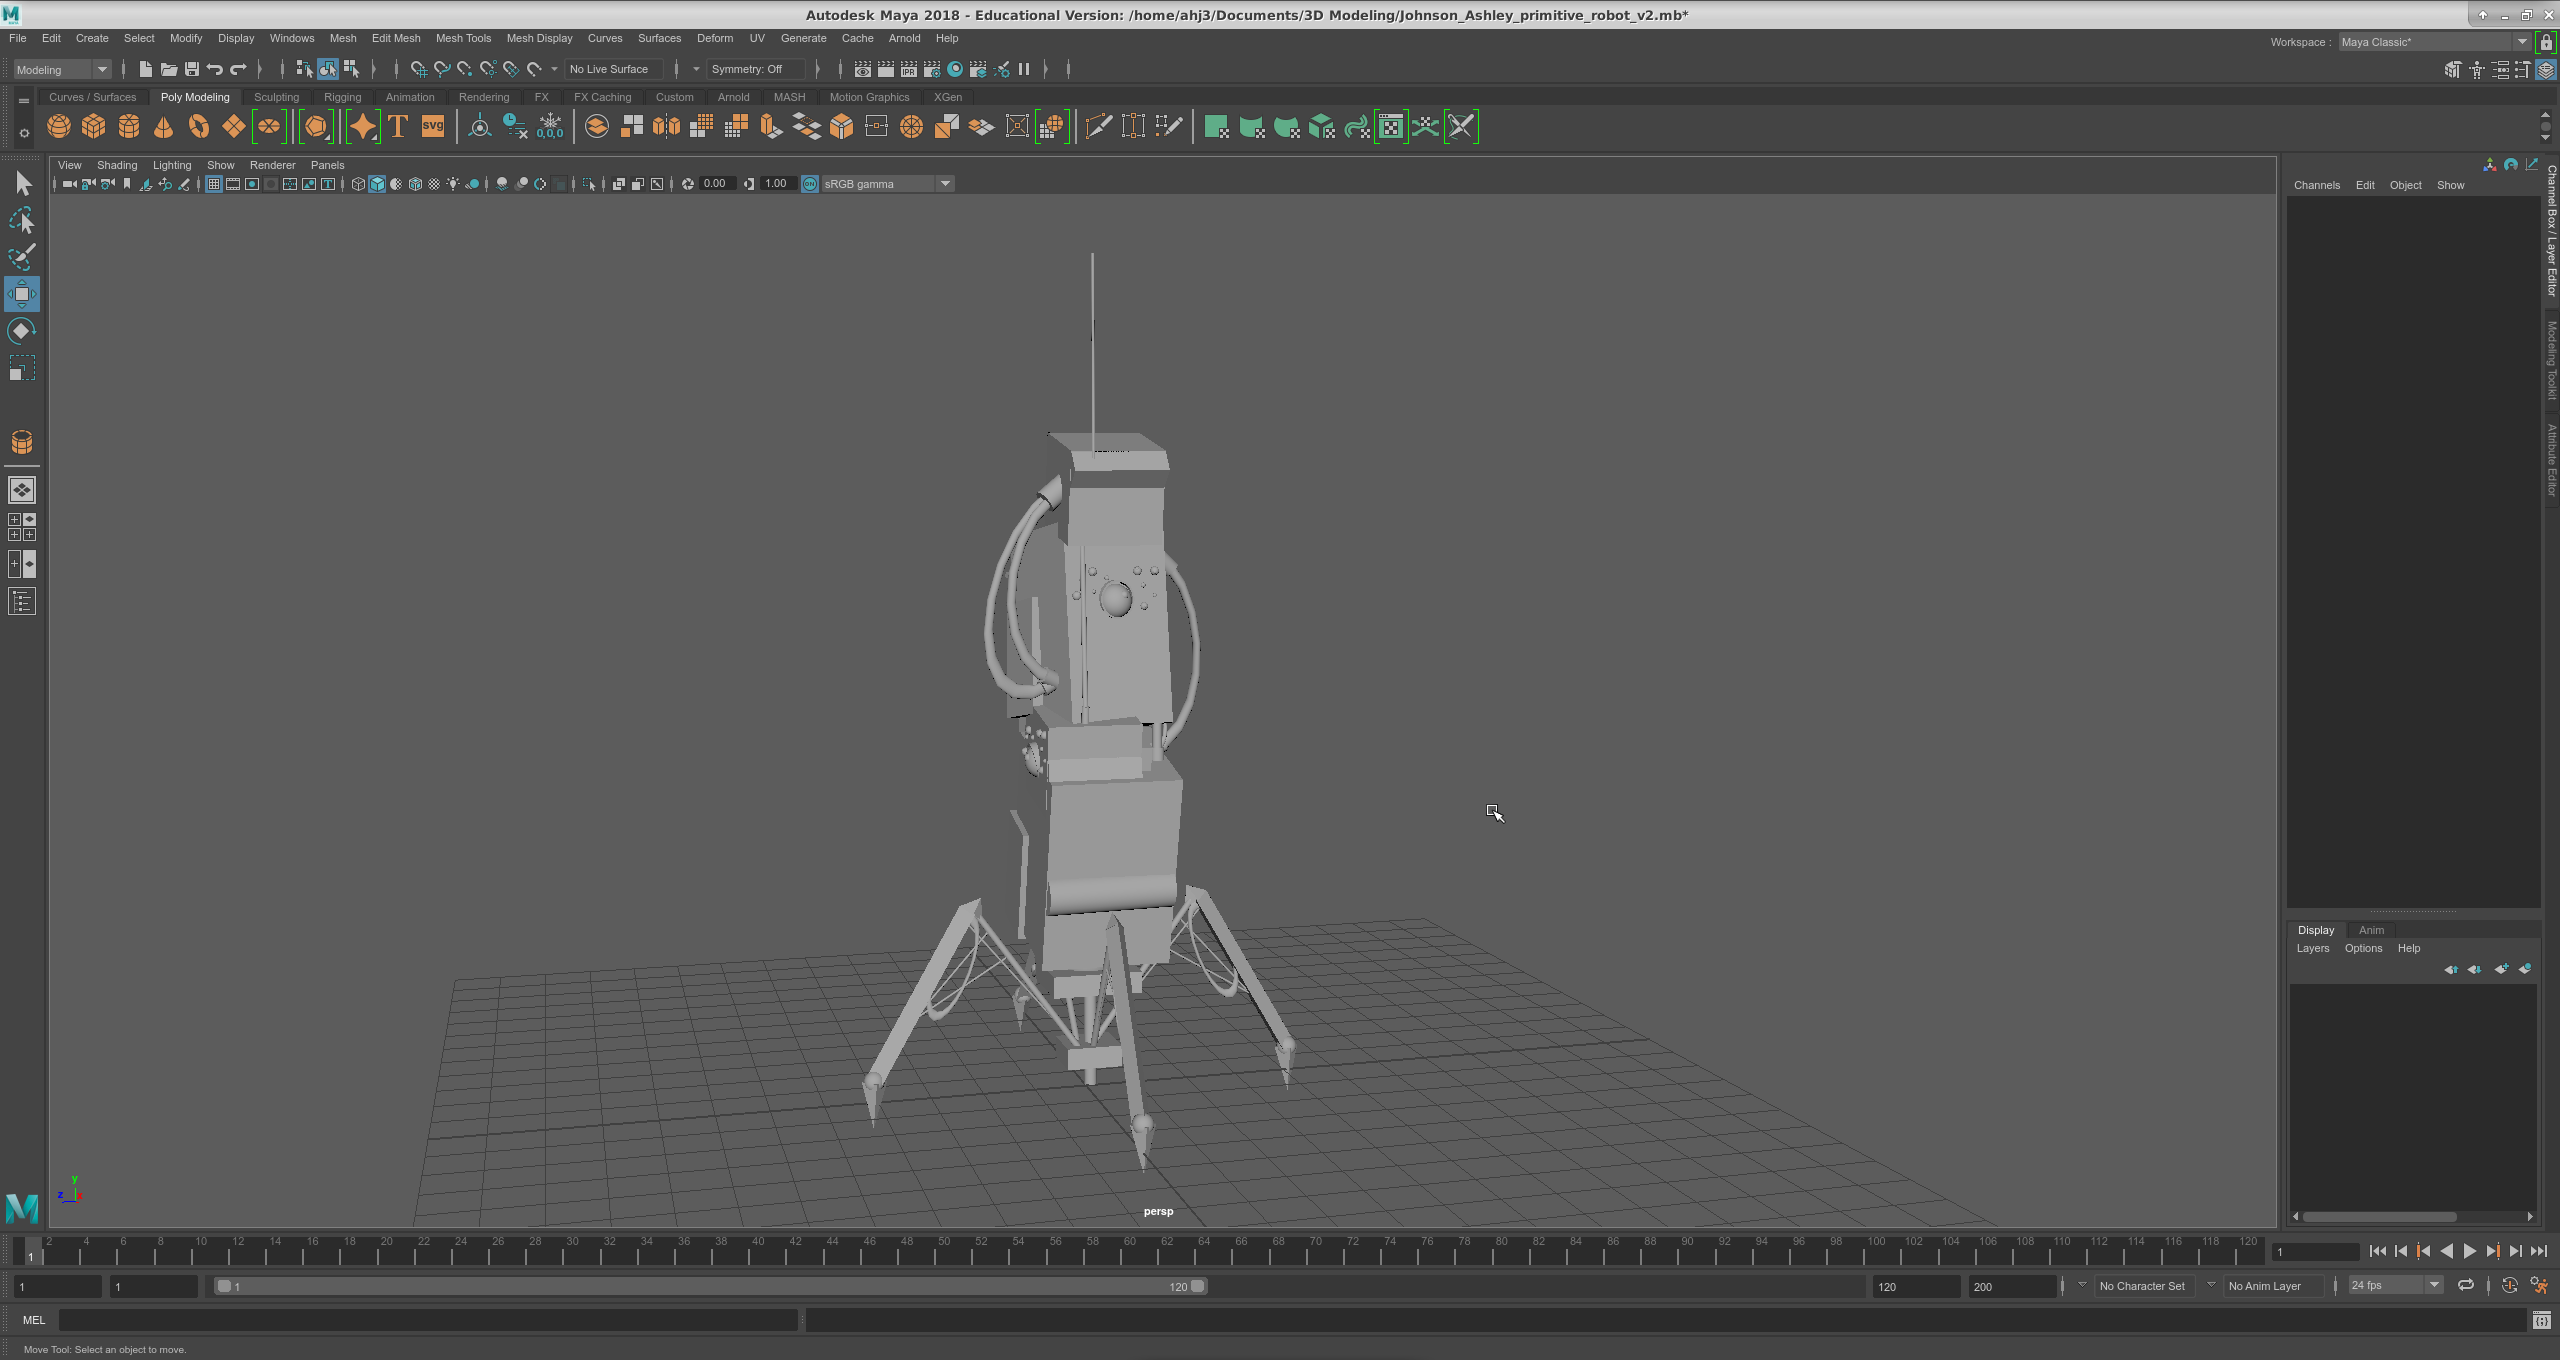 Autodesk Maya 2018 - Educational Version: /home/ahj3/Documents/3D Modeling/Johnson_Ashley_primitive_robot_v2.mb*
File Edit Create Select Modify Display Windows Mesh Edit Mesh Mesh Tools Mesh Display Curves Surfaces Deform UV Generate Cache Arnold Help
Workspace : Maya Classic*
Modeling No Live Surface Symmetry: Off
Curves / Surfaces Poly Modeling Sculpting Rigging Animation Rendering FX FX Caching Custom Arnold MASH Motion Graphics XGen
T SVG 0,0,0
View Shading Lighting Show Renderer Panels
0.00 1.00 ON sRGB gamma
Channels Edit Object Show
Channel Box / Layer Editor
Modeling Toolkit
Attribute Editor
Display Anim
Layers Options Help
y
z x
persp
2 4 6 8 10 12 14 16 18 20 22 24 26 28 30 32 34 36 38 40 42 44 46 48 50 52 54 56 58 60 62 64 66 68 70 72 74 76 78 80 82 84 86 88 90 92 94 96 98 100 102 104 106 108 110 112 114 116 118 120
1 1
1 1 1 120 120 200 No Character Set No Anim Layer 24 fps
MEL
Move Tool: Select an object to move.